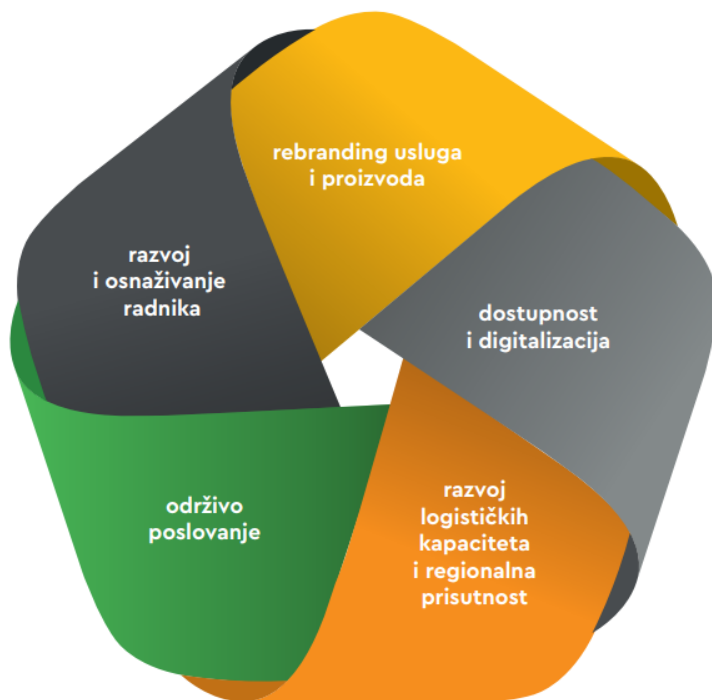 rebranding usluga
i proizvoda
dostupnost
i digitalizacija
razvoj
logističkih
kapaciteta
i regionalna
prisutnost
održivo
poslovanje
razvoj
i osnaživanje
radnika